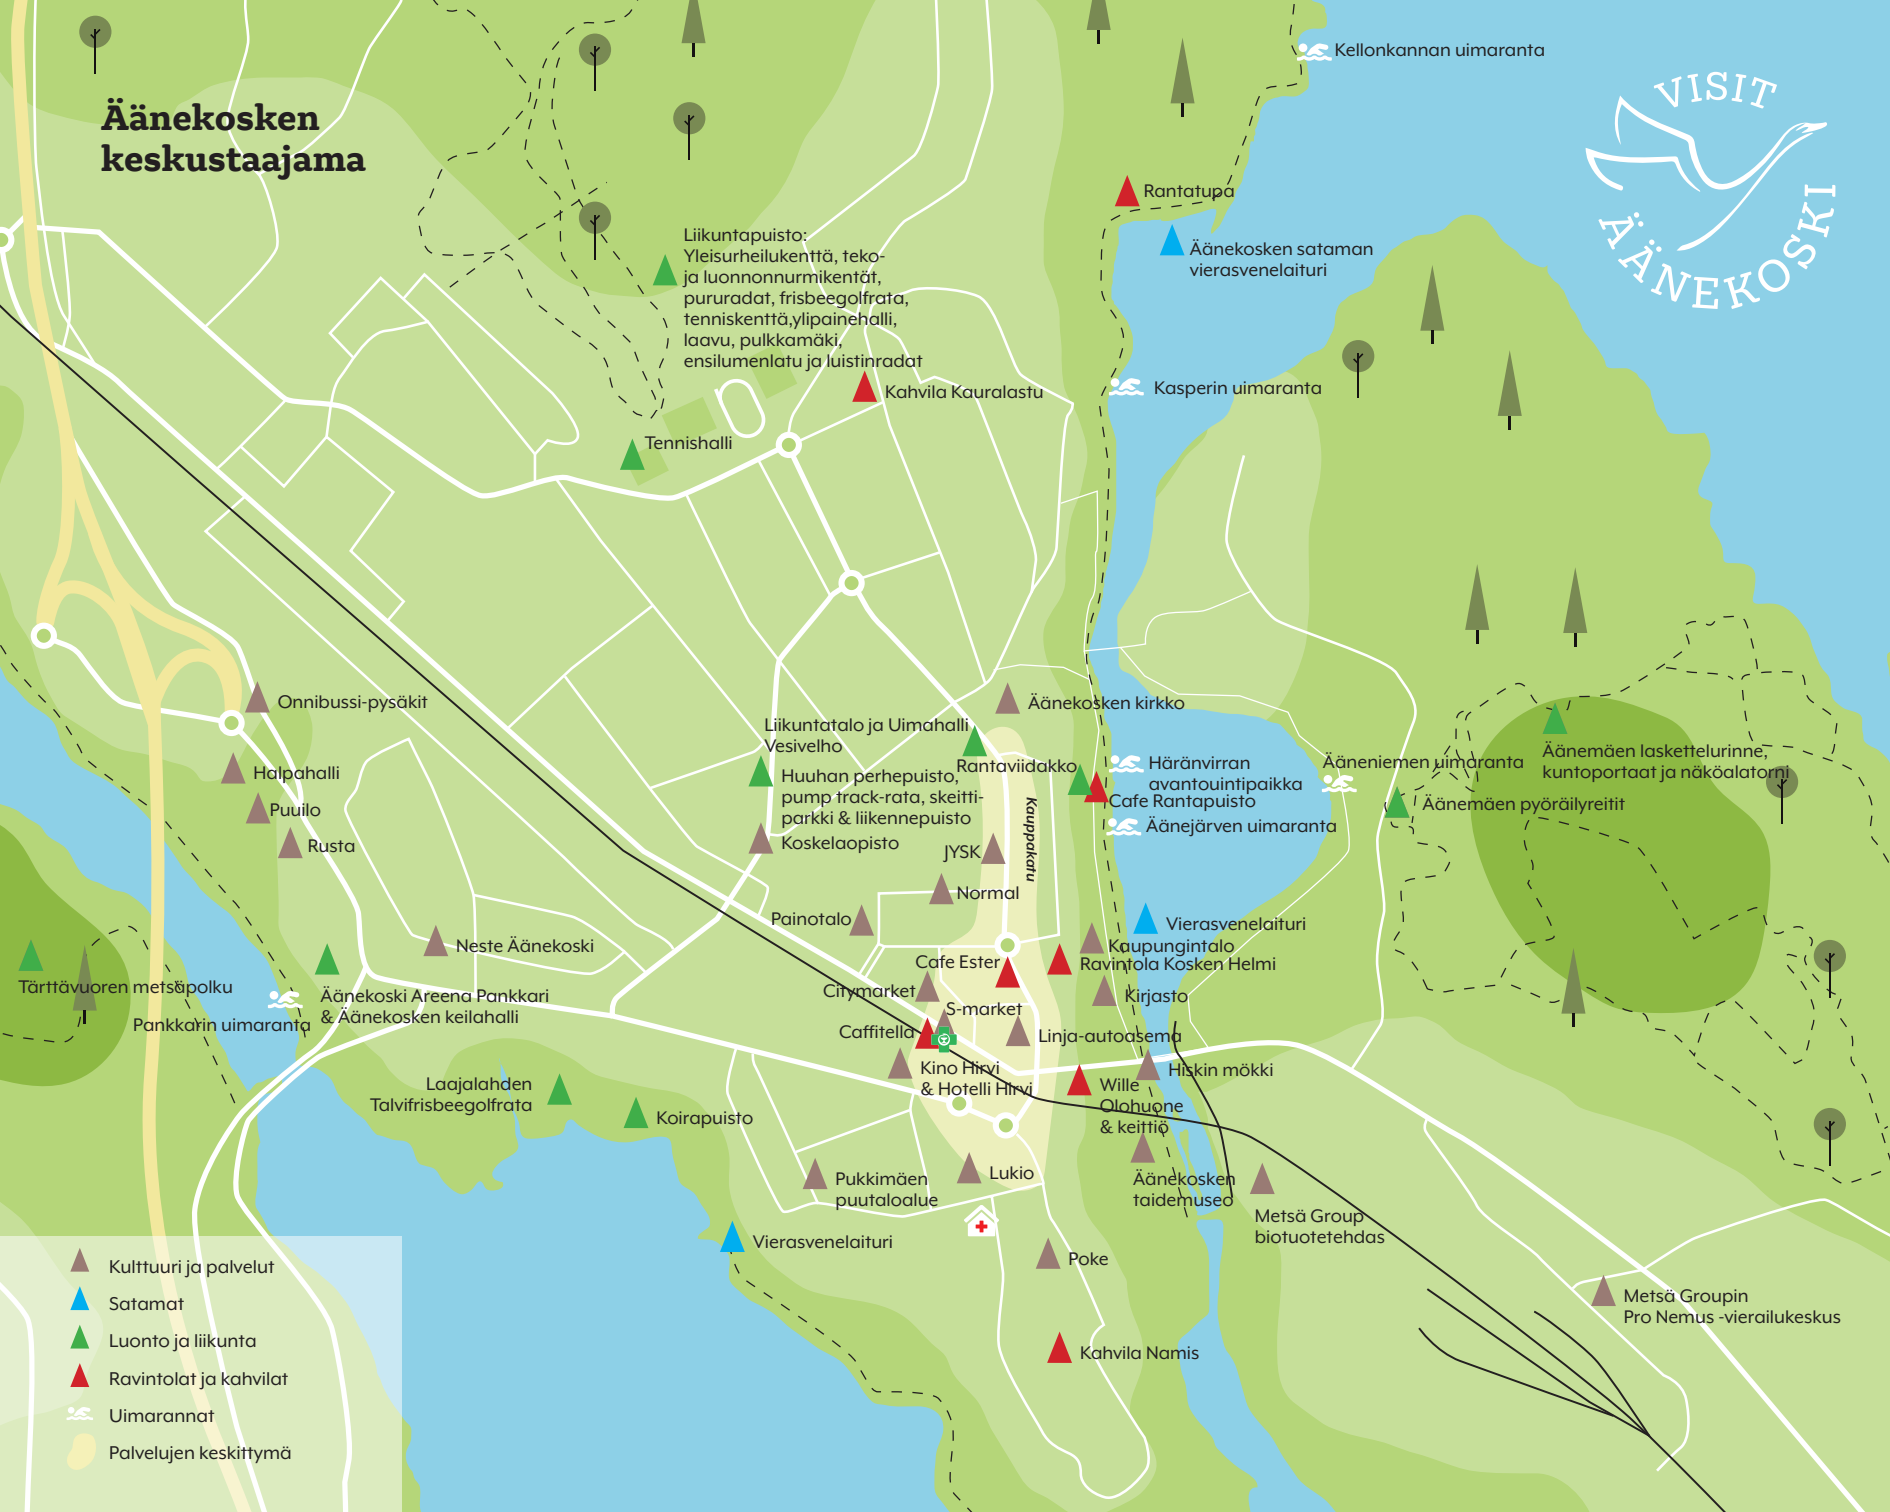 Äänekosken
keskustaajama
Kellonkannan uimaranta
VISIT
ÄÄNEKOSKI
Rantatupa
Äänekosken sataman
vierasvenelaituri
Liikuntapuisto:
Yleisurheilukenttä, teko-
ja luonnonnurmikentät,
pururadat, frisbeegolfrata,
tenniskenttä,ylipainehalli,
laavu, pulkkamäki,
ensilumenlatu ja luistinradat
Kahvila Kauralastu
Kasperin uimaranta
Tennishalli
Onnibussi-pysäkit
Halpahalli
Puuilo
Rusta
Äänekosken kirkko
Liikuntatalo ja Uimahalli
Vesivelho
Huuhan perhepuisto,
pump track-rata, skeitti-
parkki & liikennepuisto
Koskelaopisto
Rantaviidakko
Häränvirran
avantouintipaikka
Cafe Rantapuisto
Äänejärven uimaranta
Ääneniemen uimaranta
Äänemäen laskettelurinne,
kuntoportaat ja näköalatorni
Äänemäen pyöräilyreitit
Kauppakatu
JYSK
Normal
Painotalo
Vierasvenelaituri
Kaupungintalo
Ravintola Kosken Helmi
Cafe Ester
Citymarket
S-market
Kirjasto
Caffitella
Linja-autoasema
Kino Hirvi
& Hotelli Hirvi
Hiskin mökki
Wille
Olohuone
& keittiö
Neste Äänekoski
Tärttävuoren metsäpolku
Pankkarin uimaranta
Äänekoski Areena Pankkari
& Äänekosken keilahalli
Laajalahden
Talvifrisbeegolfrata
Koirapuisto
Pukkimäen
puutaloalue
Lukio
Äänekosken
taidemuseo
Metsä Group
biotuotetehdas
Vierasvenelaituri
Poke
Metsä Groupin
Pro Nemus -vierailukeskus
Kahvila Namis
Kulttuuri ja palvelut
Satamat
Luonto ja liikunta
Ravintolat ja kahvilat
Uimarannat
Palvelujen keskittymä